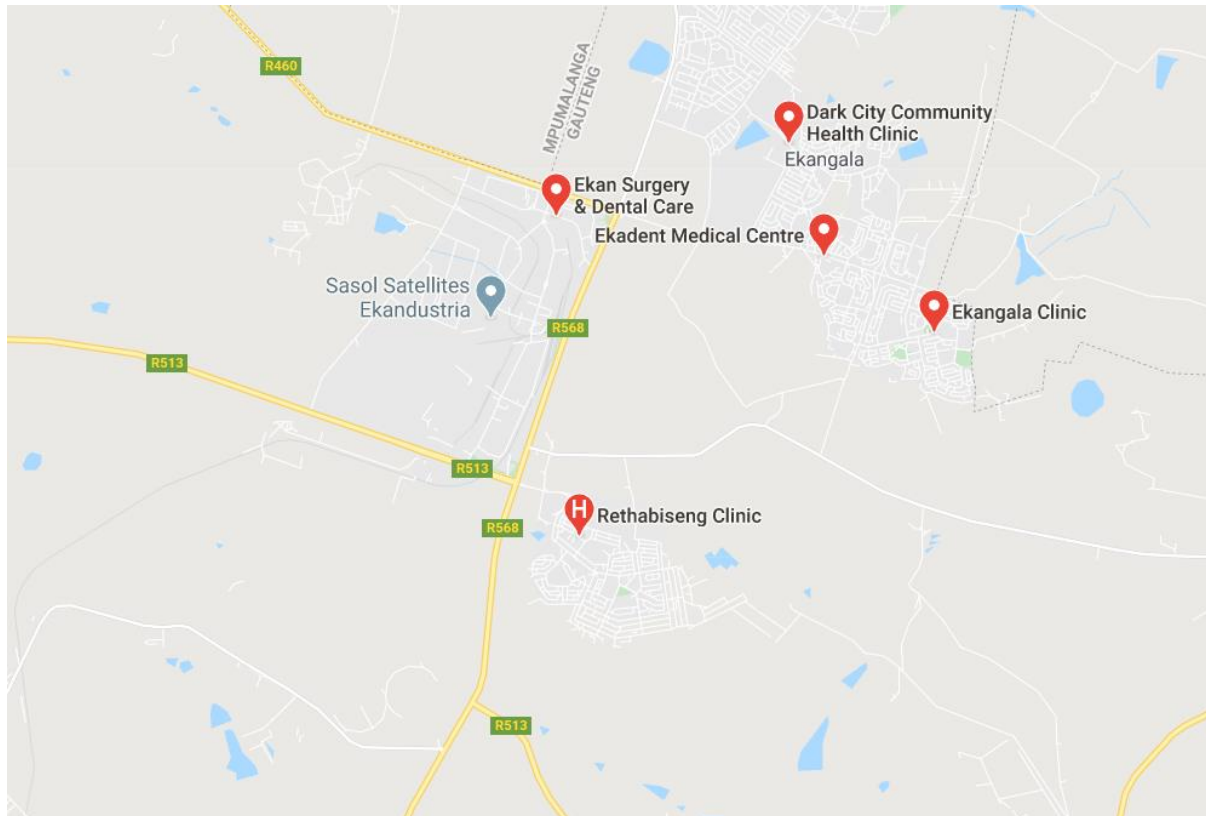 R460
MPUMALANGA
GAUTENG
Dark City Community
Health Clinic
Ekangala
Ekan Surgery
& Dental Care
Ekadent Medical Centre
Sasol Satellites
Ekandustria
Ekangala Clinic
R568
R513
R513
Rethabiseng Clinic
R568
R513